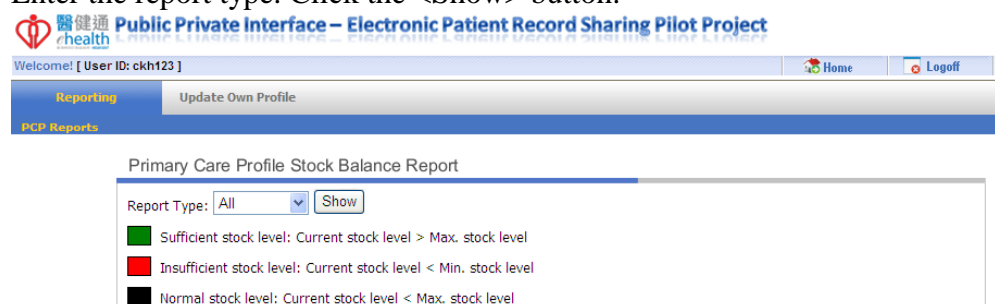 Enter the report type. Click the <Show> button.
醫健通 Public Private Interface – Electronic Patient Record Sharing Pilot Project
ehealth
Welcome! [ User ID: ckh123 ] Home Logoff
Reporting Update Own Profile
PCP Reports
Primary Care Profile Stock Balance Report
Report Type: All Show
Sufficient stock level: Current stock level > Max. stock level
Insufficient stock level: Current stock level < Min. stock level
Normal stock level: Current stock level < Max. stock level